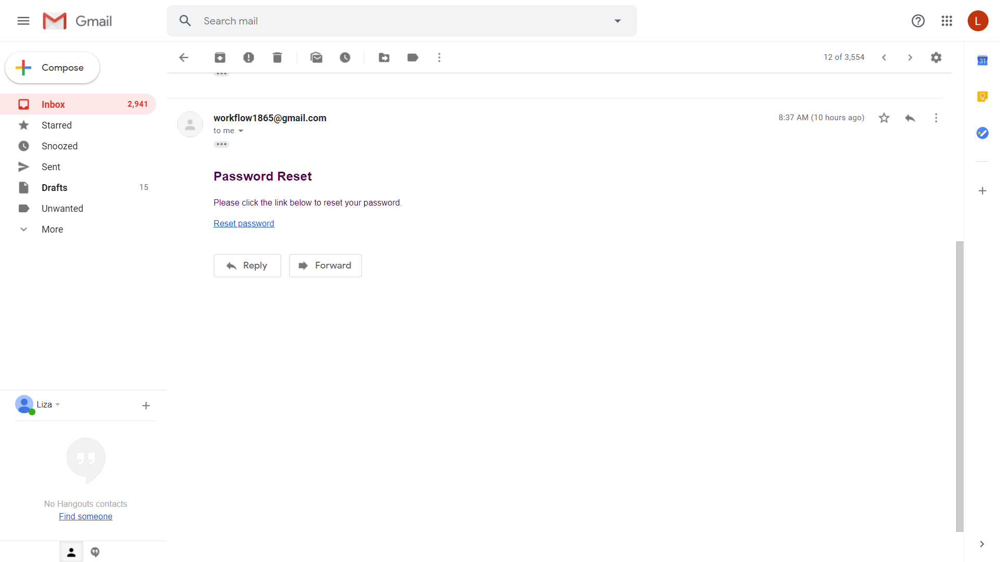 Gmail
Search mail
L
Compose
12 of 3,554
31
Inbox 2,941
Starred
Snoozed
Sent
Drafts 15
Unwanted
More
workflow1865@gmail.com
8:37 AM (10 hours ago)
to me
Password Reset
Please click the link below to reset your password.
Reset password
Reply
Forward
Liza
No Hangouts contacts
Find someone